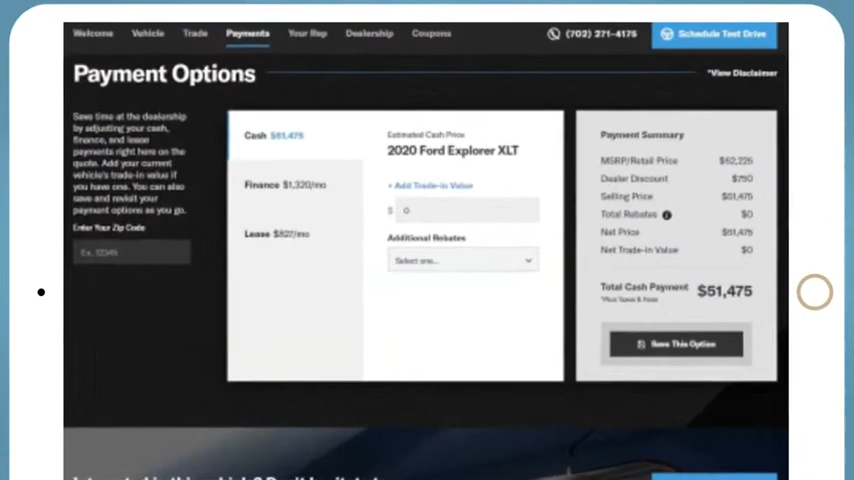 Welcome Vehicle Trade Payments Your Rep Dealership Coupons (702) 271-4175 Schedule Test Drive
Payment Options
*View Disclaimer
Save time at the dealership
by adjusting your cash,
finance, and lease
payments right here on the
quote. Add your current
vehicle's trade-in value if
you have one. You can also
save and revisit your
payment options as you go.
Enter Your Zip Code
Ex. 12345
Cash $51,475
Finance $1,320/mo
Lease $827/mo
Estimated Cash Price
2020 Ford Explorer XLT
+ Add Trade-in Value
$ 0
Additional Rebates
Select one...
Payment Summary
MSRP/Retail Price $52,225
Dealer Discount $750
Selling Price $51,475
Total Rebates $0
Net Price $51,475
Net Trade-in Value $0
Total Cash Payment $51,475
*Plus Taxes & Fees
Save This Option